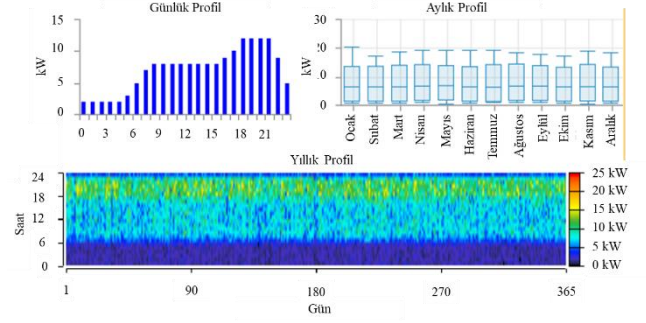 Günlük Profil
Aylık Profil
15
10
5
0
kW
0 3 6 9 12 15 18 21
30
20
10
0
kW
Ocak
Şubat
Mart
Nisan
Mayıs
Haziran
Temmuz
Ağustos
Eylül
Ekim
Kasım
Aralık
Yıllık Profil
24
18
12
6
0
Saat
1 90 180 270 365
Gün
25 kW
20 kW
15 kW
10 kW
5 kW
0 kW